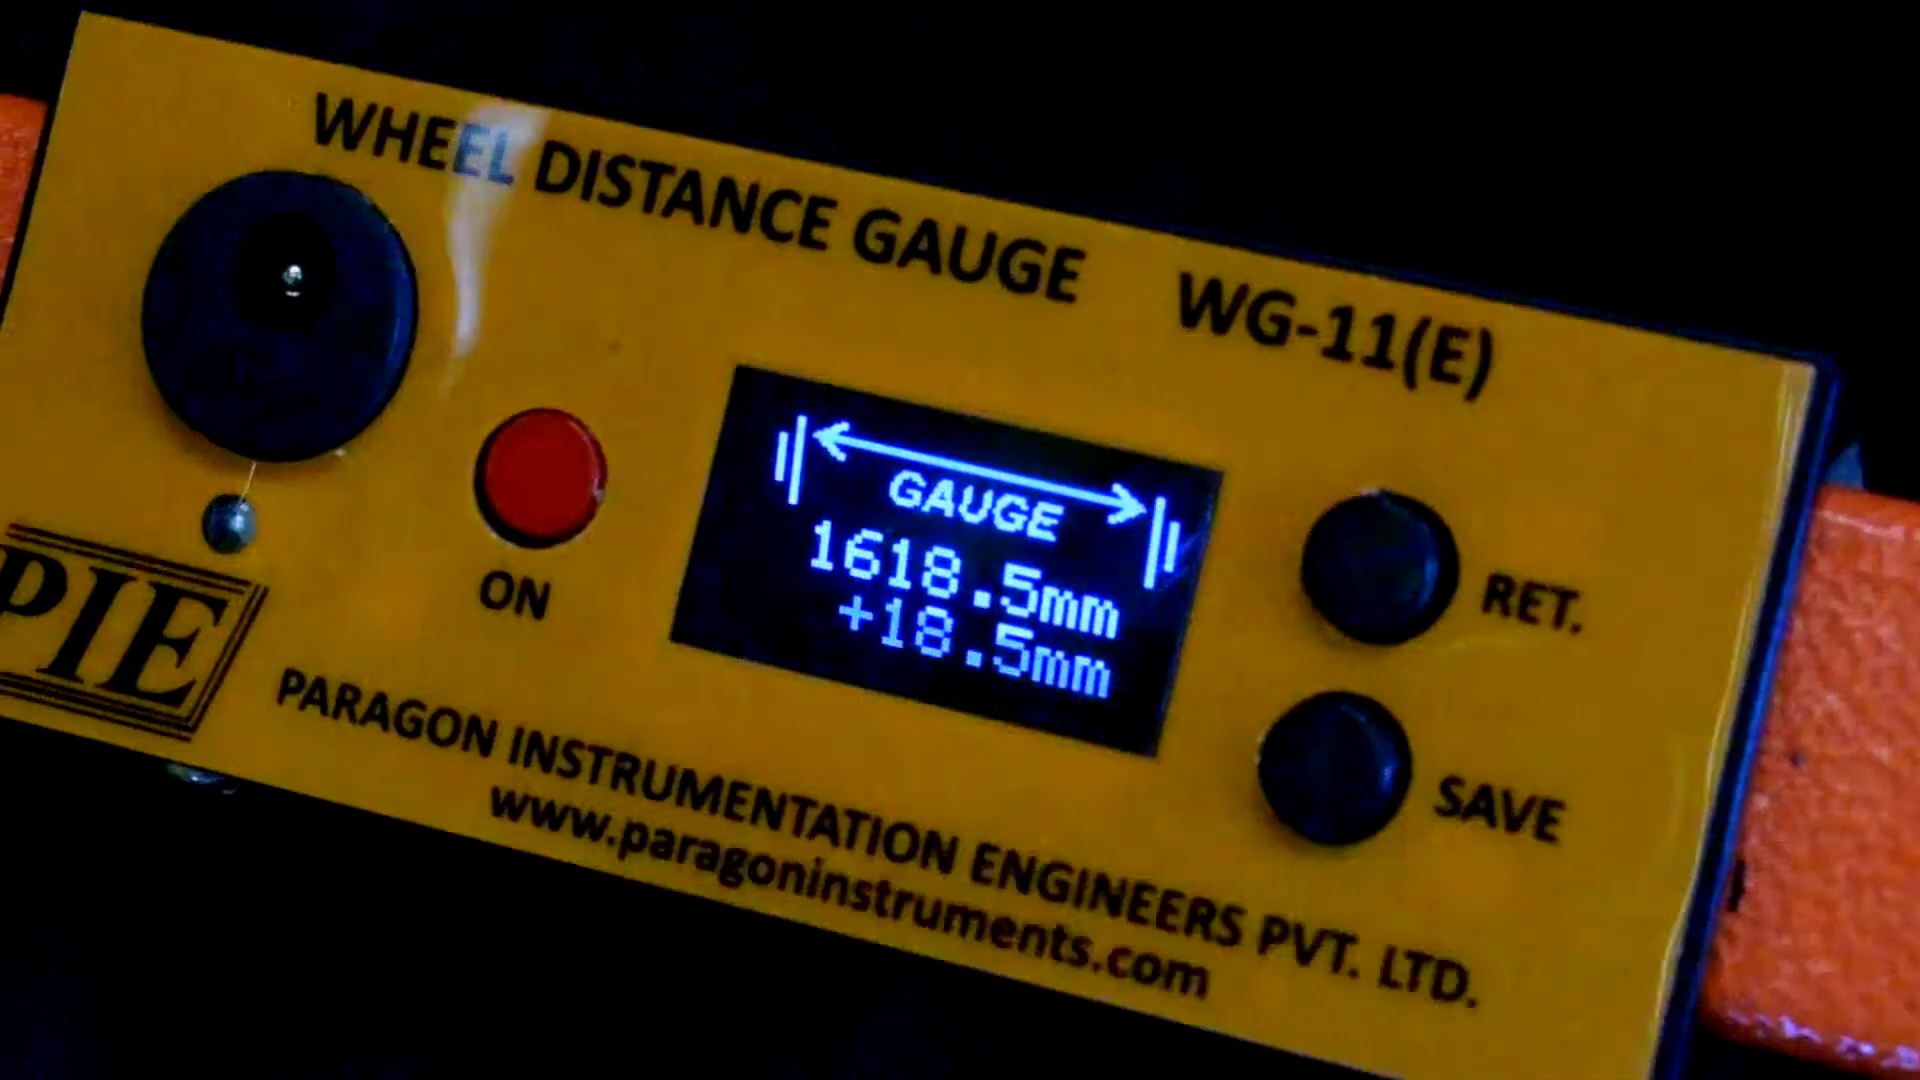 WHEEL DISTANCE GAUGE WG-11(E)
GAUGE
1618.5mm
+18.5mm
ON
RET.
SAVE
PIE
PARAGON INSTRUMENTATION ENGINEERS PVT. LTD.
www.paragoninstruments.com